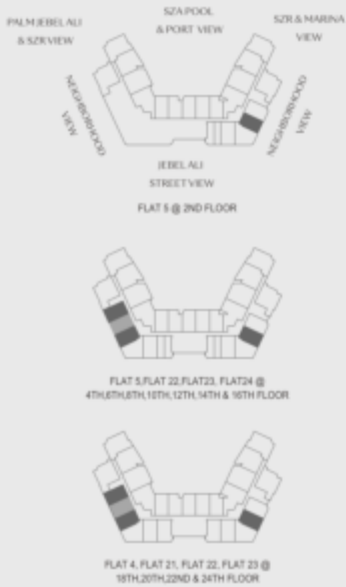 PALM JEBEL ALI
& SZR VIEW
SZA POOL
& PORT VIEW
SZR & MARINA
VIEW
NEIGHBORHOOD
VIEW
NEIGHBORHOOD
VIEW
JEBEL ALI
STREET VIEW
FLAT 5 @ 2ND FLOOR
FLAT 5,FLAT 22,FLAT23, FLAT24 @
4TH,6TH,8TH,10TH,12TH,14TH & 16TH FLOOR
FLAT 4, FLAT 21, FLAT 22, FLAT 23 @
18TH,20TH,22ND & 24TH FLOOR